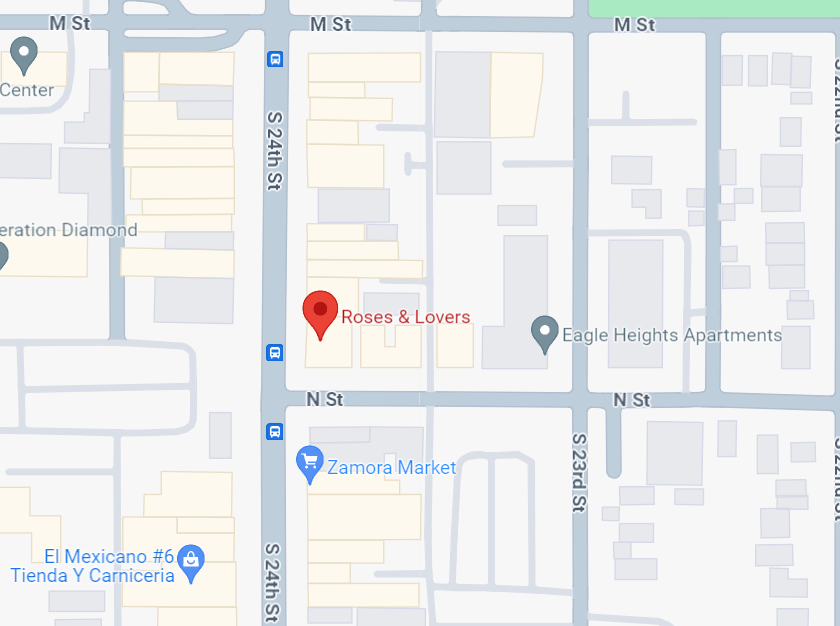 M St
M St
M St
Center
S 24th St
eration Diamond
Roses & Lovers
Eagle Heights Apartments
N St
N St
Zamora Market
S 23rd St
El Mexicano #6
Tienda Y Carniceria
S 24th St